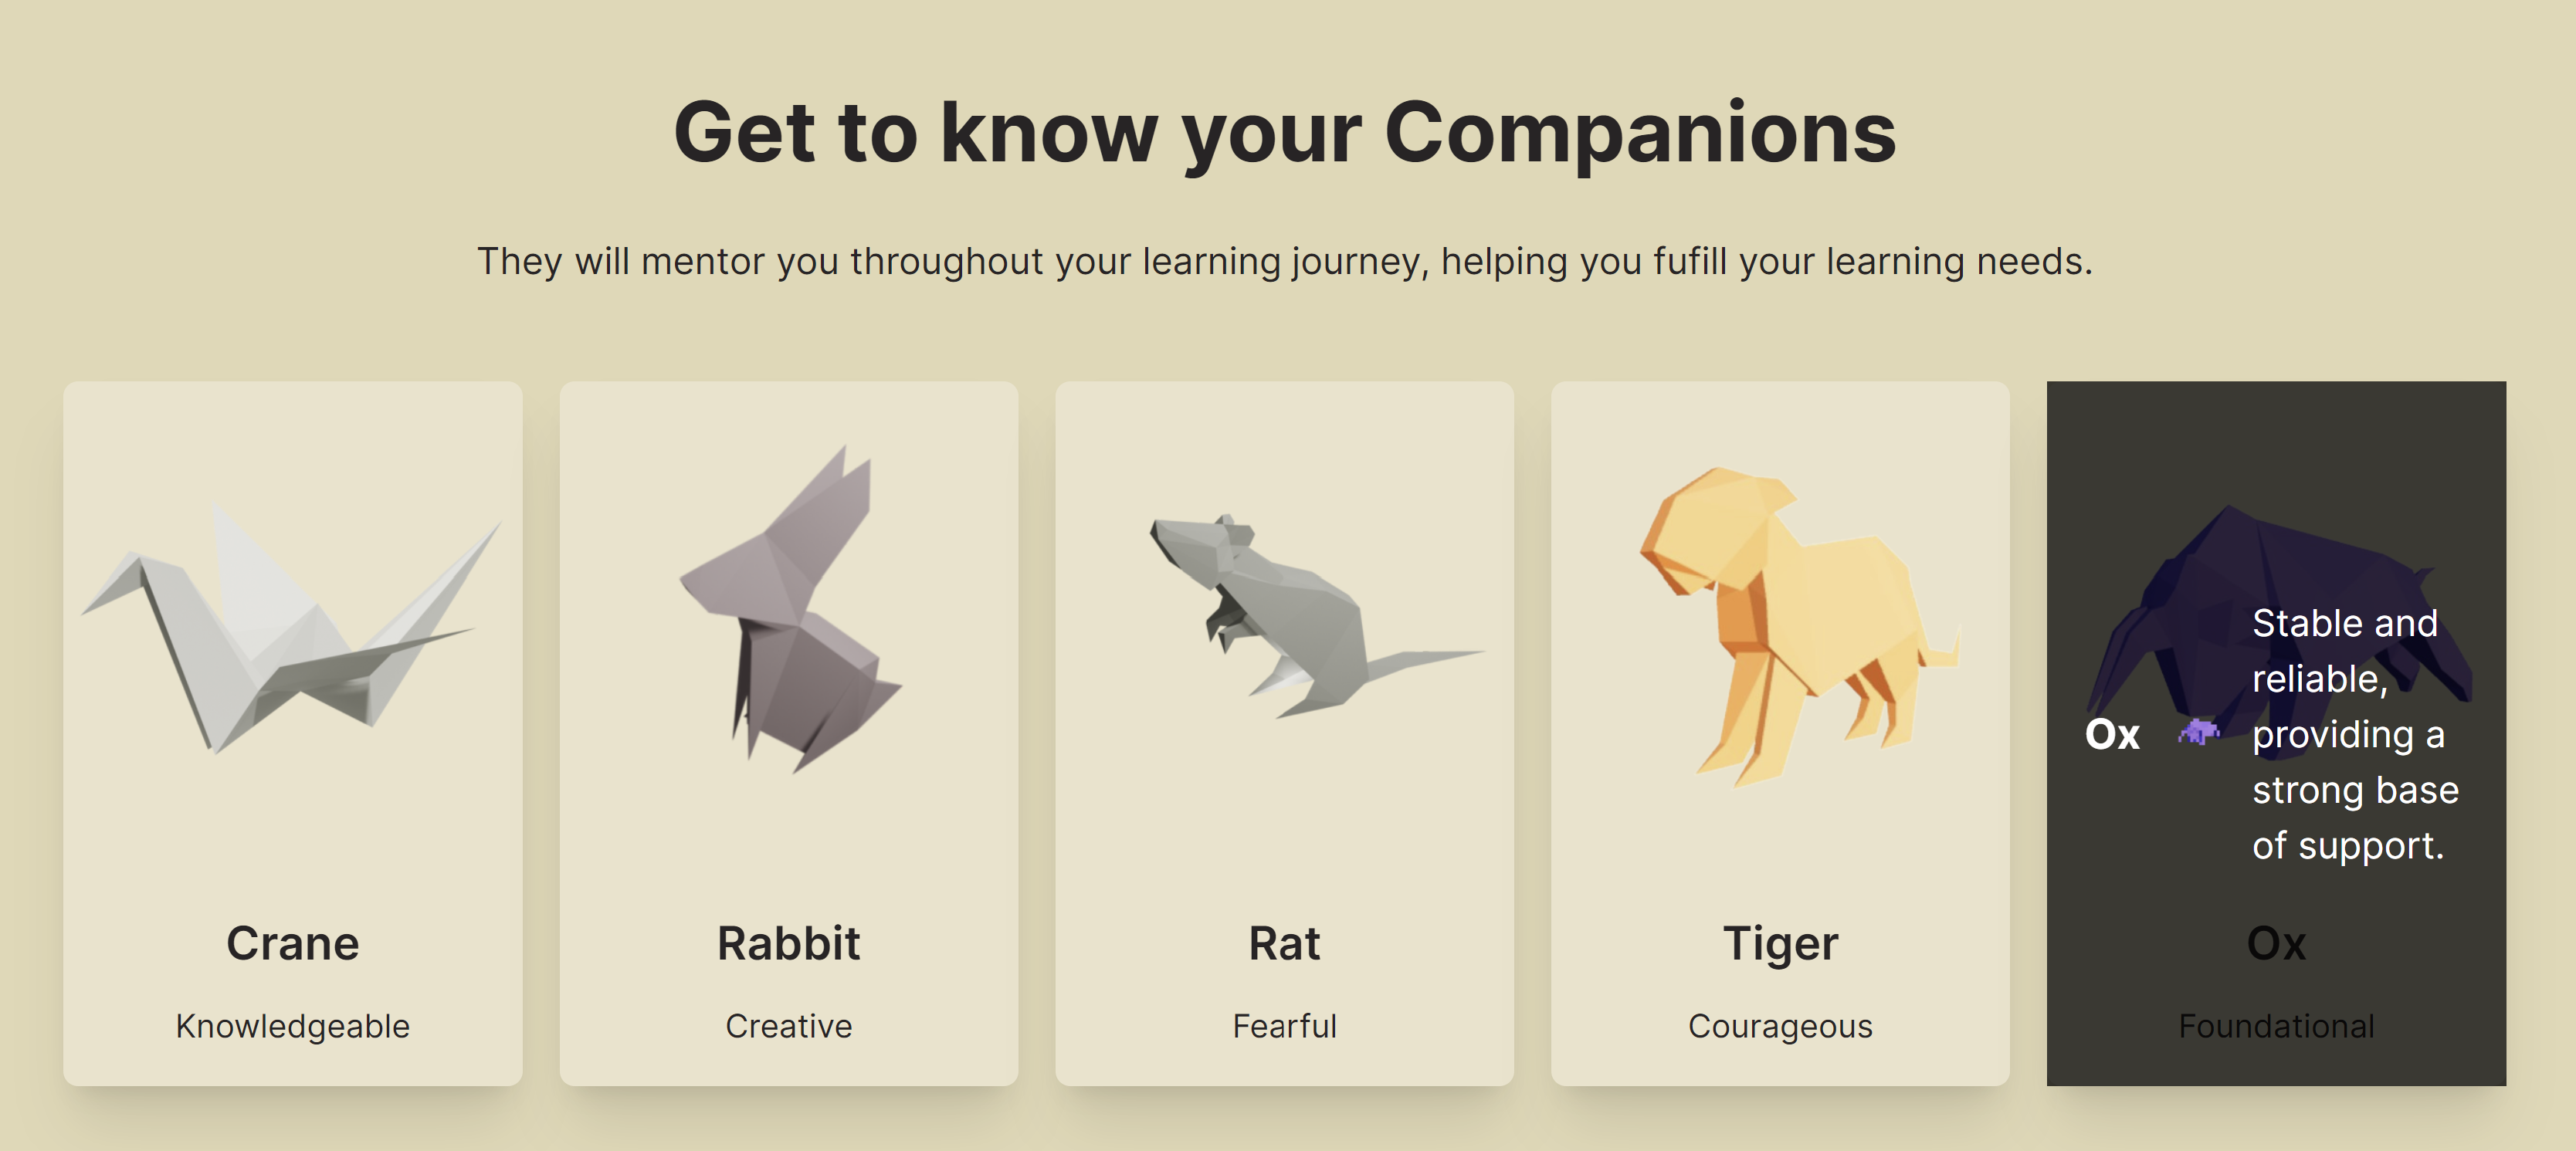 Get to know your Companions
They will mentor you throughout your learning journey, helping you fufill your learning needs.
Crane
Knowledgeable
Rabbit
Creative
Rat
Fearful
Tiger
Courageous
Ox
Stable and
reliable,
providing a
strong base
of support.
Ox
Foundational